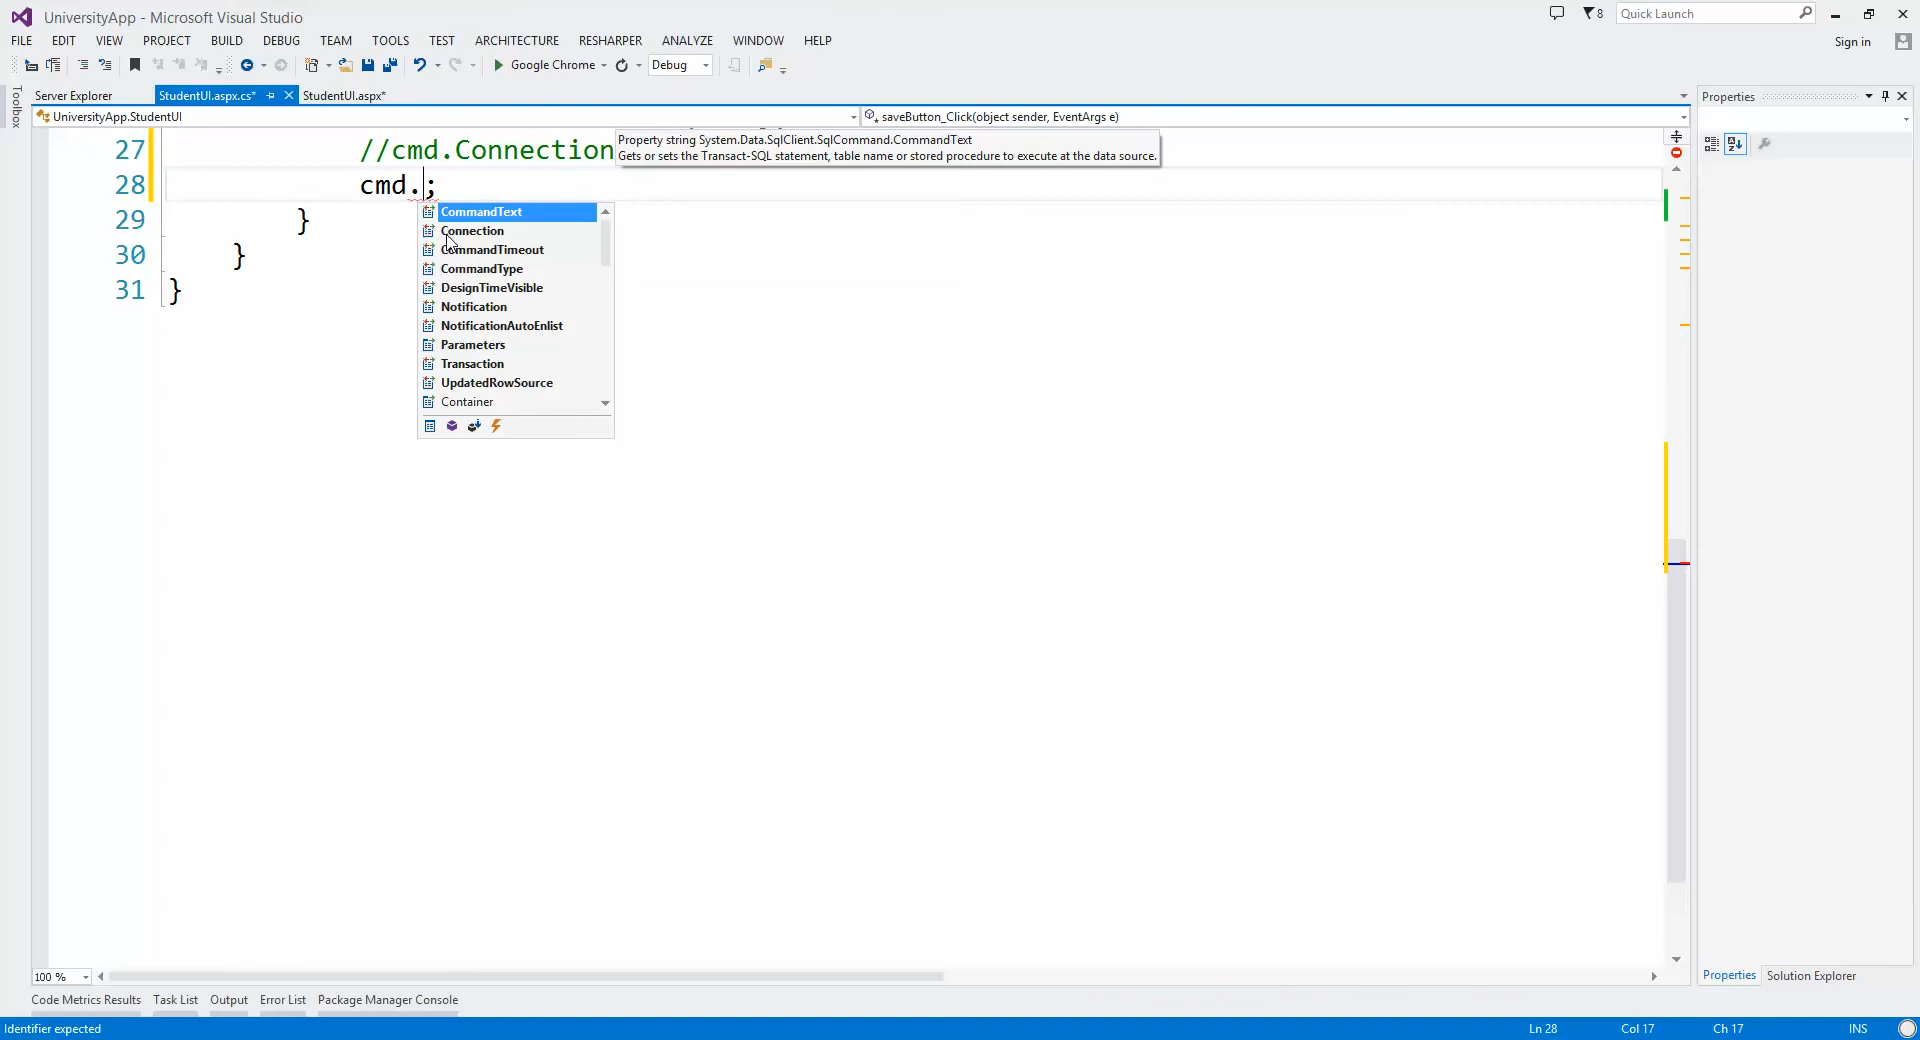 UniversityApp - Microsoft Visual Studio
8
Quick Launch
FILE EDIT VIEW PROJECT BUILD DEBUG TEAM TOOLS TEST ARCHITECTURE RESHARPER ANALYZE WINDOW HELP
Sign in
Google Chrome
Debug
Toolbox
Server Explorer
StudentUI.aspx.cs*
StudentUI.aspx*
Properties
UniversityApp.StudentUI
saveButton_Click(object sender, EventArgs e)
27 //cmd.Connection
Property string System.Data.SqlClient.SqlCommand.CommandText
Gets or sets the Transact-SQL statement, table name or stored procedure to execute at the data source.
28 cmd.;
CommandText
Connection
CommandTimeout
CommandType
DesignTimeVisible
Notification
NotificationAutoEnlist
Parameters
Transaction
UpdatedRowSource
Container
29 }
30 }
31 }
100 %
Properties Solution Explorer
Code Metrics Results Task List Output Error List Package Manager Console
Identifier expected
Ln 28 Col 17 Ch 17 INS